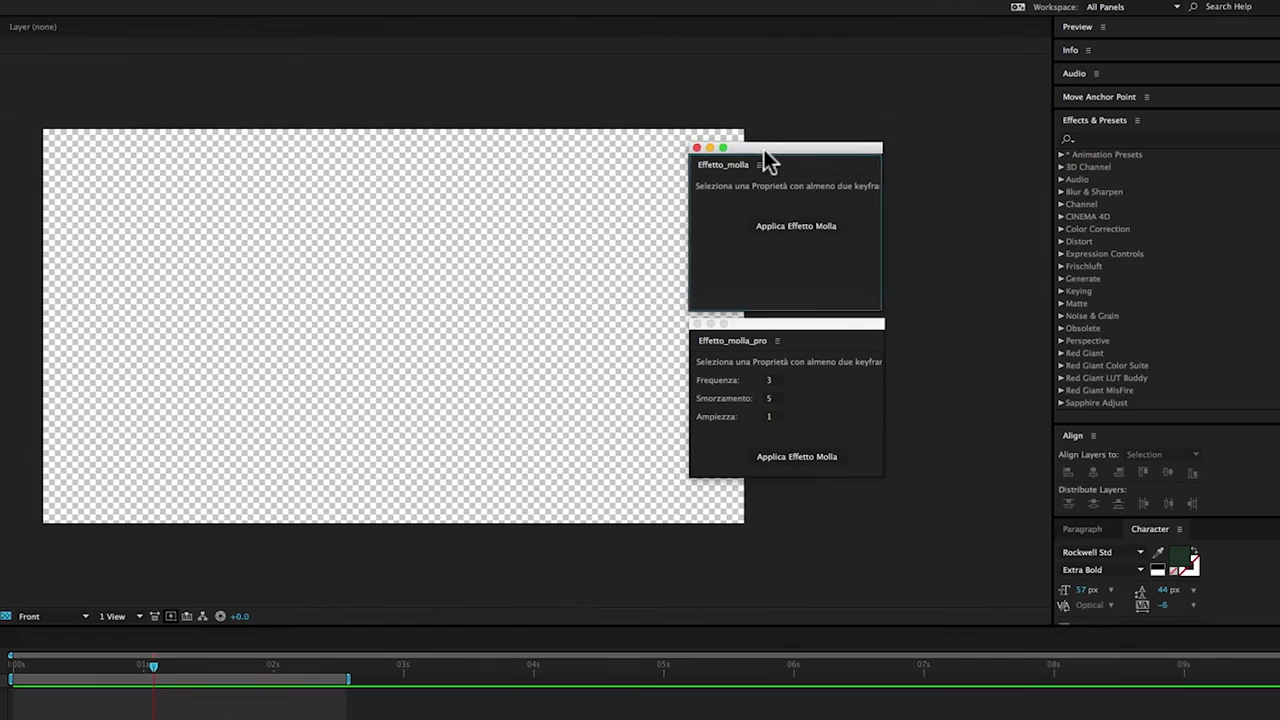 Workspace: All Panels
Search Help
Layer (none)
Preview
Info
Audio
Move Anchor Point
Effects & Presets
* Animation Presets
3D Channel
Audio
Blur & Sharpen
Channel
CINEMA 4D
Color Correction
Distort
Expression Controls
Frischluft
Generate
Keying
Matte
Noise & Grain
Obsolete
Perspective
Red Giant
Red Giant Color Suite
Red Giant LUT Buddy
Red Giant MisFire
Sapphire Adjust
Effetto_molla
Seleziona una Proprietà con almeno due keyfra
Applica Effetto Molla
Effetto_molla_pro
Seleziona una Proprietà con almeno due keyfrar
Frequenza: 3
Smorzamento: 5
Ampiezza: 1
Applica Effetto Molla
Align
Align Layers to: Selection
Distribute Layers:
Paragraph
Character
Rockwell Std
Extra Bold
57 px
44 px
Optical
-6
Front
1 View
+0.0
:00s
01s
02s
03s
04s
05s
06s
07s
08s
09s